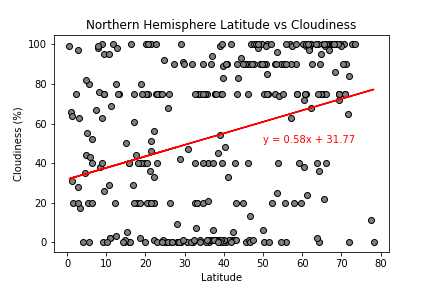 Northern Hemisphere Latitude vs Cloudiness
100
80
60
40
20
0
Cloudiness (%)
y = 0.58x + 31.77
0 10 20 30 40 50 60 70 80
Latitude